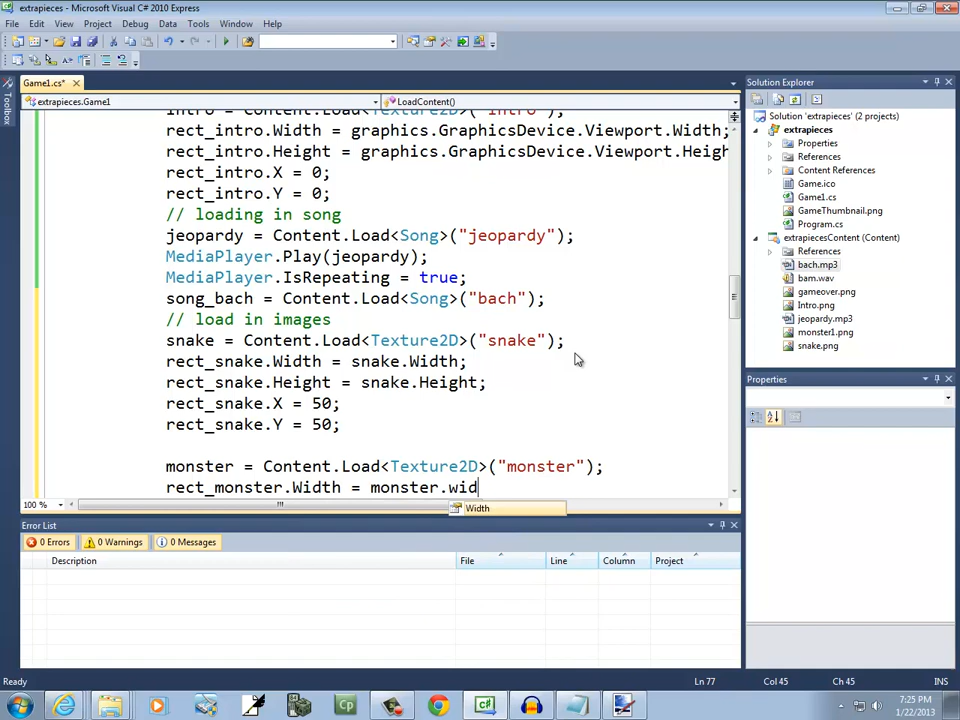 extrapieces - Microsoft Visual C# 2010 Express
File Edit View Project Debug Data Tools Window Help
Game1.cs*
Solution Explorer
extrapieces.Game1
LoadContent()
Toolbox
intro = Content.Load<Texture2D>("Intro");
rect_intro.Width = graphics.GraphicsDevice.Viewport.Width;
rect_intro.Height = graphics.GraphicsDevice.Viewport.Heigh
rect_intro.X = 0;
rect_intro.Y = 0;
// loading in song
jeopardy = Content.Load<Song>("jeopardy");
MediaPlayer.Play(jeopardy);
MediaPlayer.IsRepeating = true;
song_bach = Content.Load<Song>("bach");
// load in images
snake = Content.Load<Texture2D>("snake");
rect_snake.Width = snake.Width;
rect_snake.Height = snake.Height;
rect_snake.X = 50;
rect_snake.Y = 50;
monster = Content.Load<Texture2D>("monster");
rect_monster.Width = monster.wid
Width
100 %
Solution 'extrapieces' (2 projects)
extrapieces
Properties
References
Content References
Game.ico
Game1.cs
GameThumbnail.png
Program.cs
extrapiecesContent (Content)
References
bach.mp3
bam.wav
gameover.png
Intro.png
jeopardy.mp3
monster1.png
snake.png
Properties
Error List
0 Errors 0 Warnings 0 Messages
Description File Line Column Project
Ready Ln 77 Col 45 Ch 45 INS
Cp
7:25 PM
1/22/2013